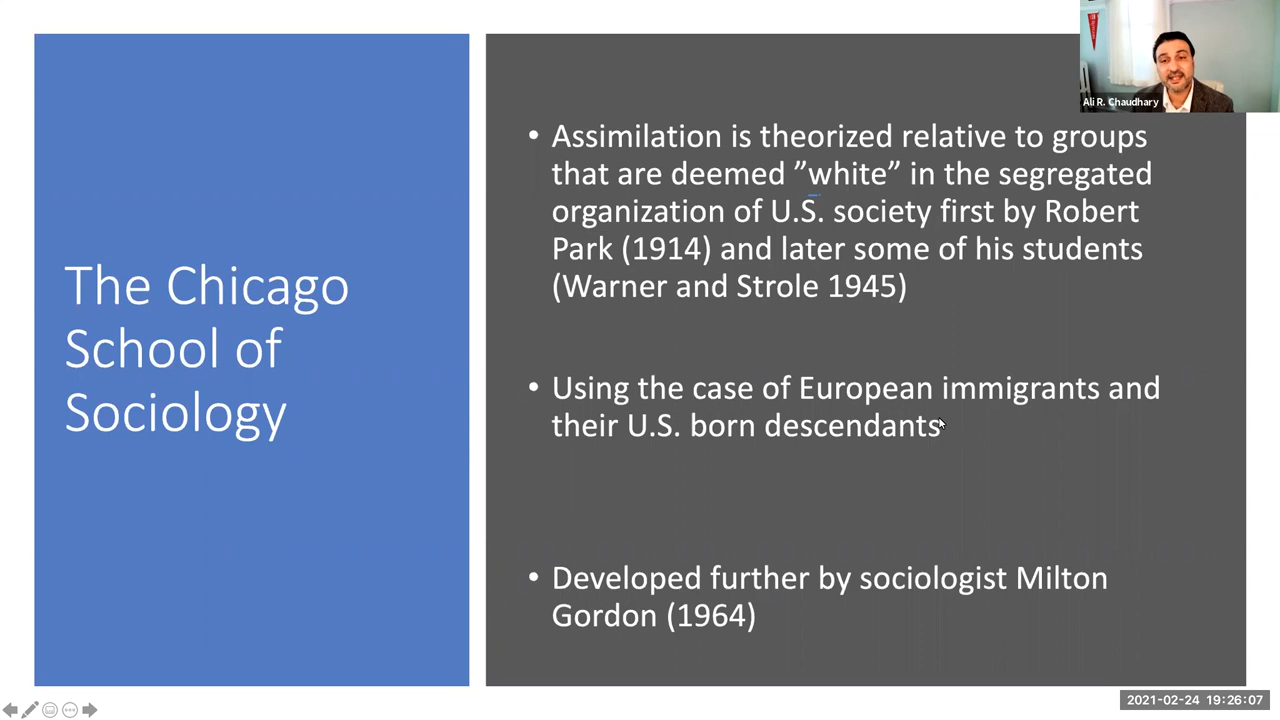 Ali R. Chaudhary
The Chicago
School of
Sociology
• Assimilation is theorized relative to groups
that are deemed ”white” in the segregated
organization of U.S. society first by Robert
Park (1914) and later some of his students
(Warner and Strole 1945)
• Using the case of European immigrants and
their U.S. born descendants
• Developed further by sociologist Milton
Gordon (1964)
2021-02-24 19:26:07